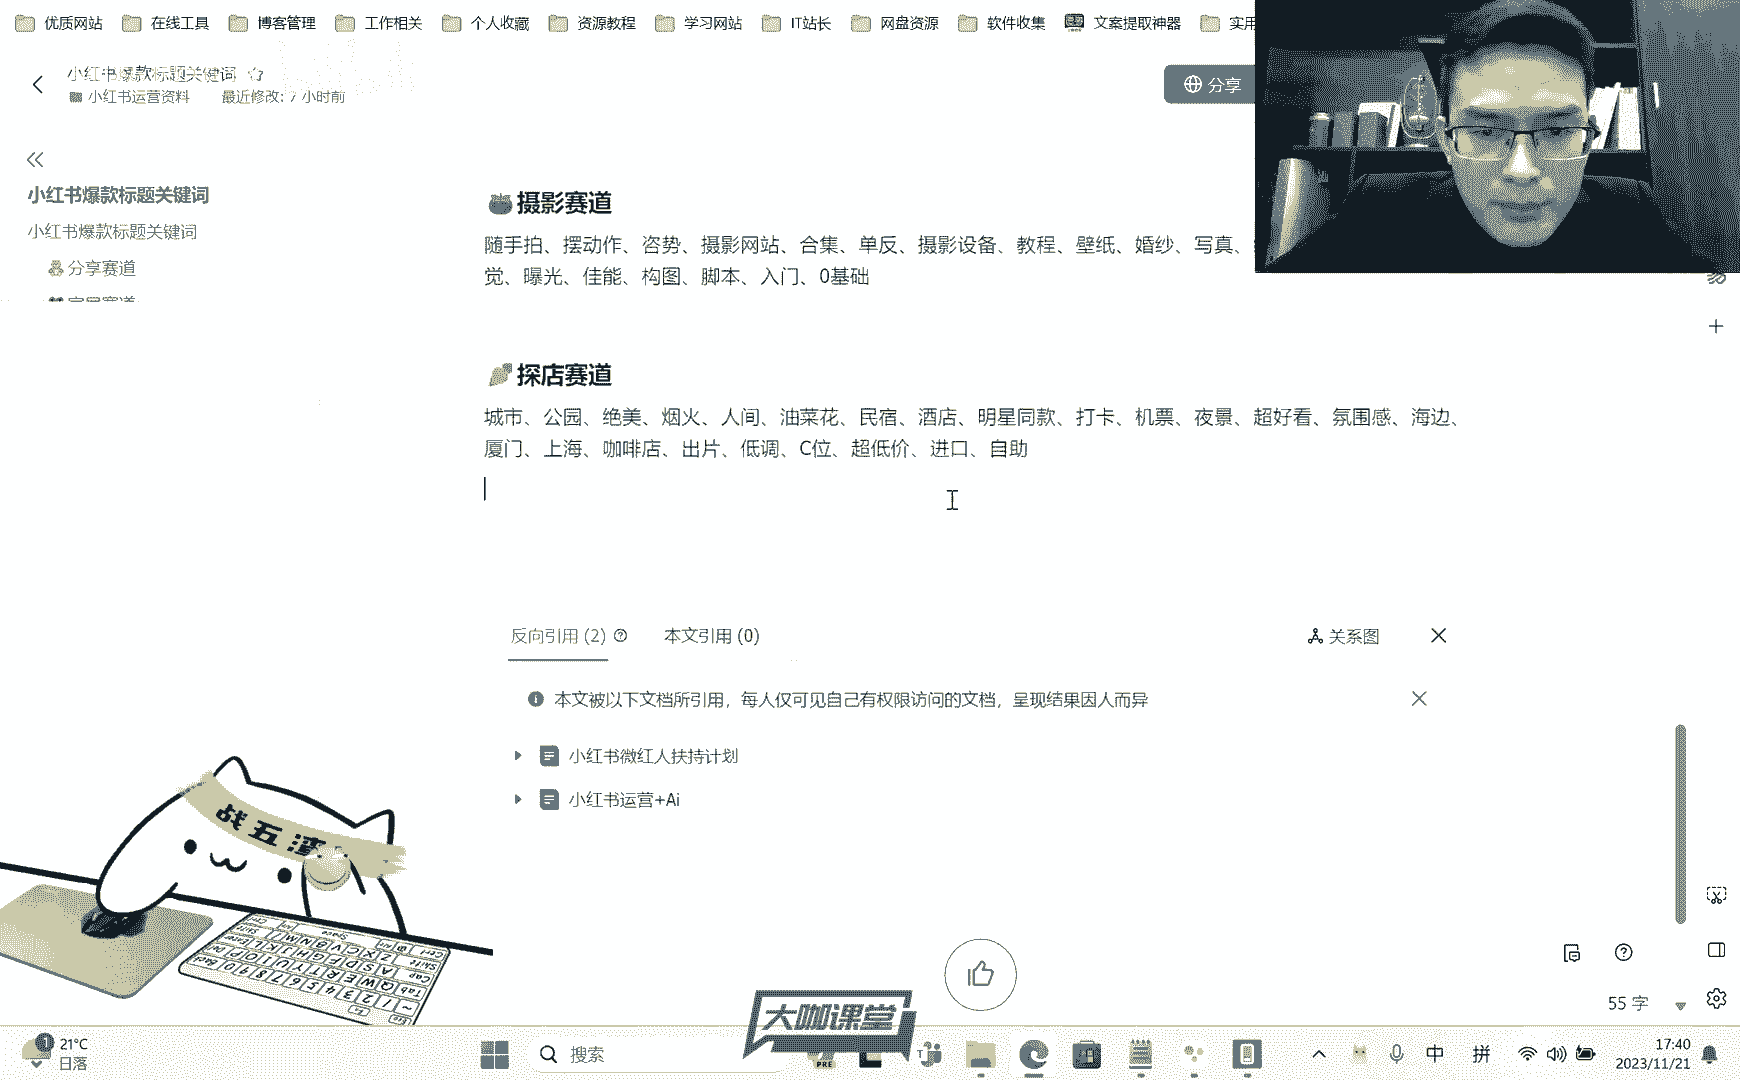 优质网站 在线工具 博客管理 工作相关 个人收藏 资源教程 学习网站 IT站长 网盘资源 软件收集 文案提取神器 实用
小红书爆款标题关键词
小红书运营资料 最近修改: 7 小时前
分享
小红书爆款标题关键词
小红书爆款标题关键词
分享赛道
摄影赛道
随手拍、摆动作、咨势、摄影网站、合集、单反、摄影设备、教程、壁纸、婚纱、写真、
觉、曝光、佳能、构图、脚本、入门、0基础
探店赛道
城市、公园、绝美、烟火、人间、油菜花、民宿、酒店、明星同款、打卡、机票、夜景、超好看、氛围感、海边、
厦门、上海、咖啡店、出片、低调、C位、超低价、进口、自助
反向引用 (2) 本文引用 (0) 关系图
本文被以下文档所引用，每人仅可见自己有权限访问的文档，呈现结果因人而异
小红书微红人扶持计划
小红书运营+Ai
战五渣
55 字
大咖课堂
21°C
日落
搜索
PRE
中 拼
17:40
2023/11/21